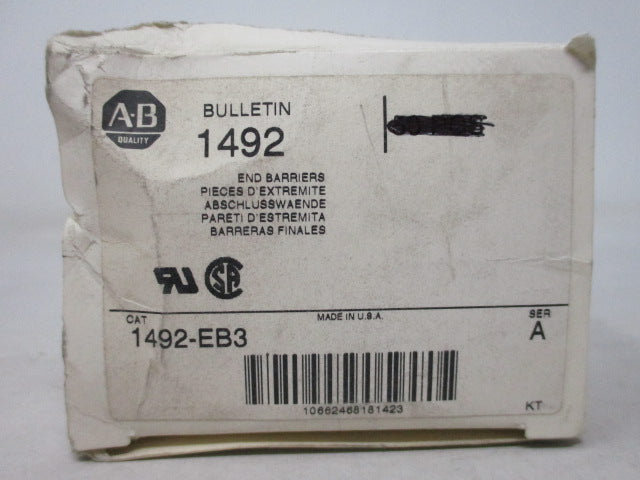 A-B
QUALITY
BULLETIN
1492
END BARRIERS
PIECES D'EXTREMITE
ABSCHLUSSWAENDE
PARETI D'ESTREMITA
BARRERAS FINALES
CAT
MADE IN U.S.A.
SER
1492-EB3
A
10662468181423
KT